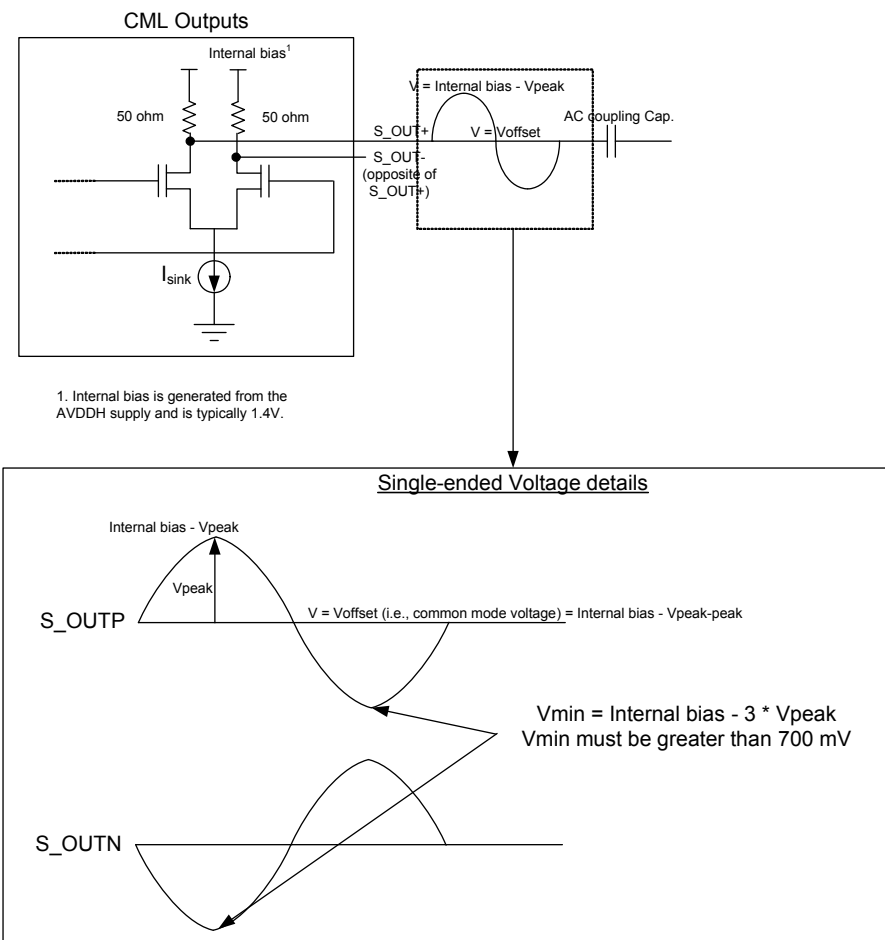 CML Outputs
Internal bias1
50 ohm
50 ohm
V = Internal bias - Vpeak
AC coupling Cap.
S_OUT+
V = Voffset
S_OUT-
(opposite of
S_OUT+)
Isink
1. Internal bias is generated from the
AVDDH supply and is typically 1.4V.
Single-ended Voltage details
Internal bias - Vpeak
Vpeak
V = Voffset (i.e., common mode voltage) = Internal bias - Vpeak-peak
S_OUTP
Vmin = Internal bias - 3 * Vpeak
Vmin must be greater than 700 mV
S_OUTN